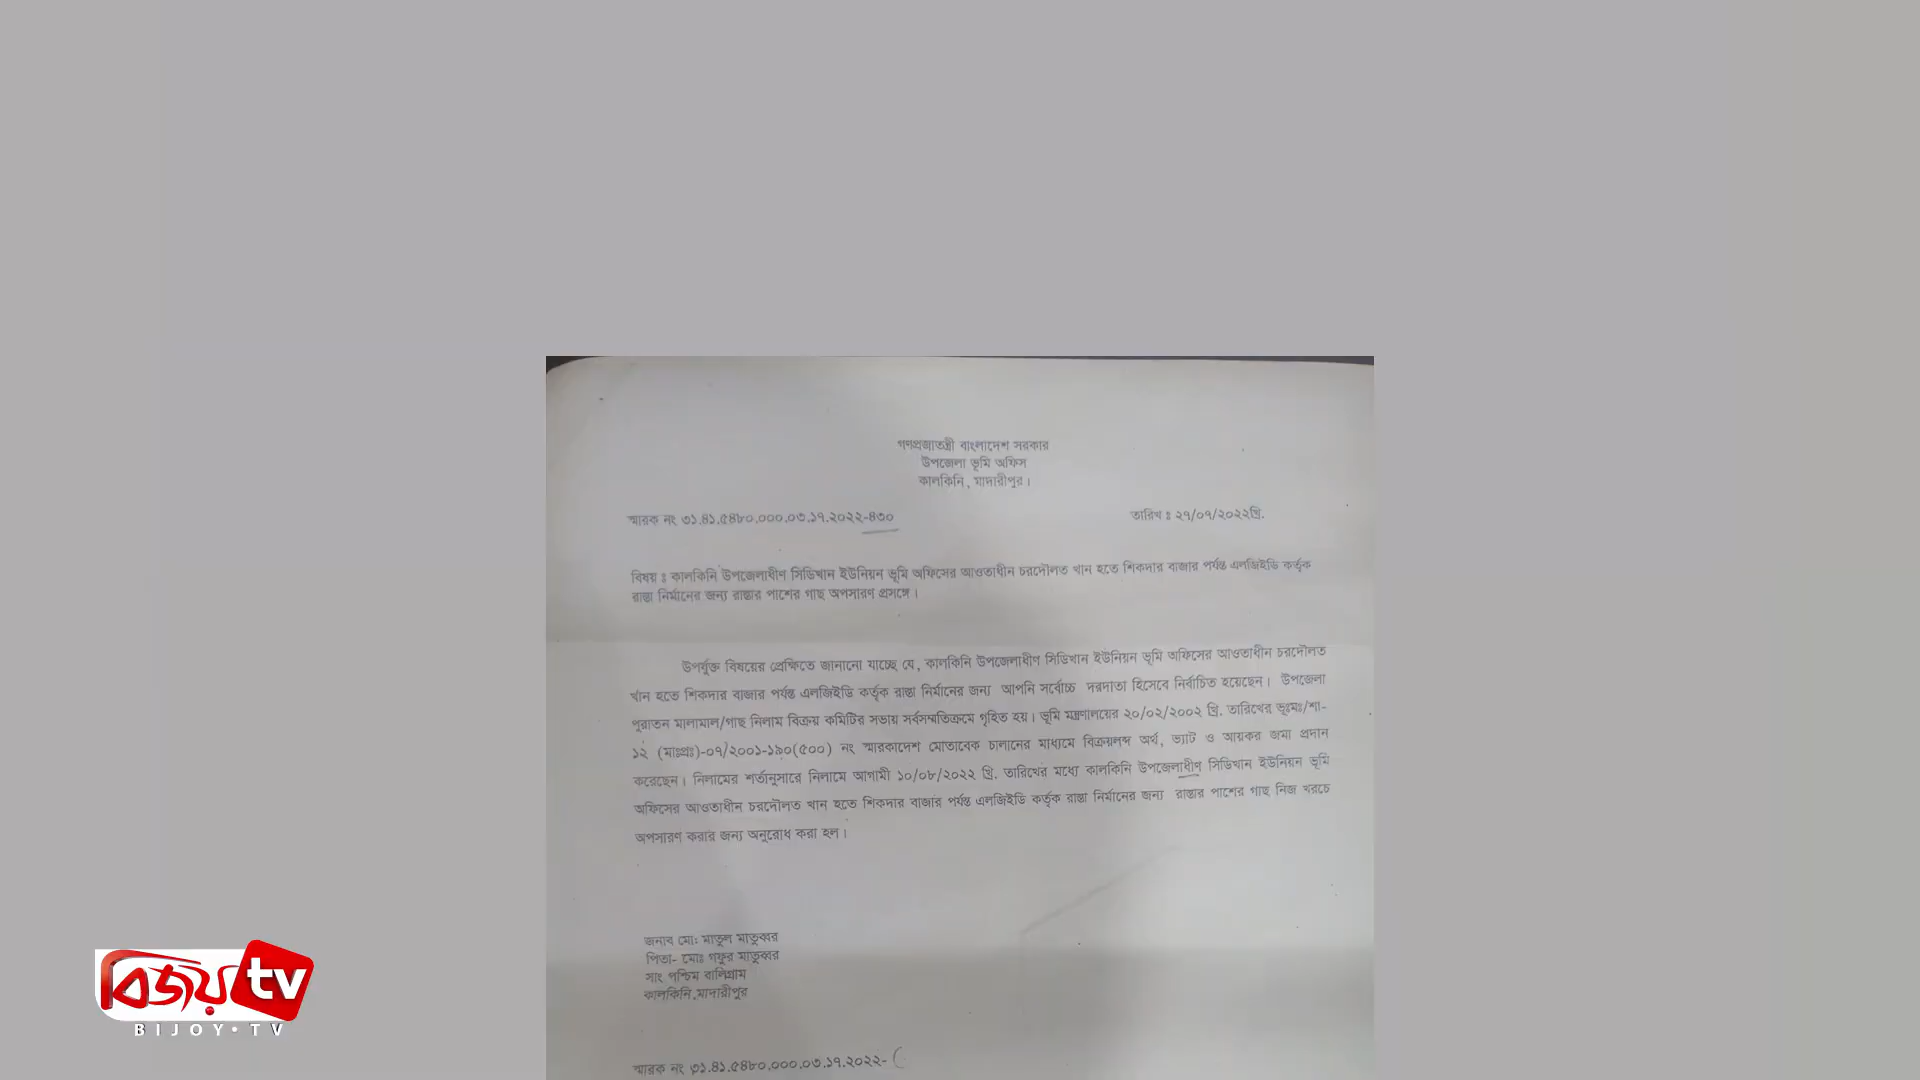 গণপ্রজাতন্ত্রী বাংলাদেশ সরকার
উপজেলা ভূমি অফিস
কালকিনি, মাদারীপুর।
স্মারক নং ৩১.৪১.৫৪৮০.০০০.০৩.১৭.২০২২-৪৩০
তারিখ ঃ ২৭/০৭/২০২২খ্রি.
বিষয় ঃ কালকিনি উপজেলাধীণ সিডিখান ইউনিয়ন ভূমি অফিসের আওতাধীন চরদৌলত খান হতে শিকদার বাজার পর্যন্ত এলজিইডি কর্তৃক
রাস্তা নির্মানের জন্য রাস্তার পাশের গাছ অপসারণ প্রসঙ্গে।
উপর্যুক্ত বিষয়ের প্রেক্ষিতে জানানো যাচ্ছে যে, কালকিনি উপজেলাধীণ সিডিখান ইউনিয়ন ভূমি অফিসের আওতাধীন চরদৌলত
খান হতে শিকদার বাজার পর্যন্ত এলজিইডি কর্তৃক রাস্তা নির্মানের জন্য আপনি সর্বোচ্চ দরদাতা হিসেবে নির্বাচিত হয়েছেন। উপজেলা
পুরাতন মালামাল/গাছ নিলাম বিক্রয় কমিটির সভায় সর্বসম্মতিক্রমে গৃহিত হয়। ভূমি মন্ত্রণালয়ের ২০/০২/২০০২ খ্রি. তারিখের ভূঃমঃ/শা-
১২ (মাঃপ্রঃ)-০৭/২০০১-১৯০(৫০০) নং স্মারকাদেশ মোতাবেক চালানের মাধ্যমে বিক্রয়লব্দ অর্থ, ভ্যাট ও আয়কর জমা প্রদান
করেছেন। নিলামের শর্তানুসারে নিলামে আগামী ১০/০৮/২০২২ খ্রি. তারিখের মধ্যে কালকিনি উপজেলাধীণ সিডিখান ইউনিয়ন ভূমি
অফিসের আওতাধীন চরদৌলত খান হতে শিকদার বাজার পর্যন্ত এলজিইডি কর্তৃক রাস্তা নির্মানের জন্য রাস্তার পাশের গাছ নিজ খরচে
অপসারণ করার জন্য অনুরোধ করা হল।
জনাব মো: মাতুল মাতুব্বর
পিতা- মোঃ গফুর মাতুব্বর
সাং পশ্চিম বালিগ্রাম
কালকিনি,মাদারীপুর
স্মারক নং ৩১.৪১.৫৪৮০.০০০.০৩.১৭.২০২২-
বিজয় tv
BIJOY•TV